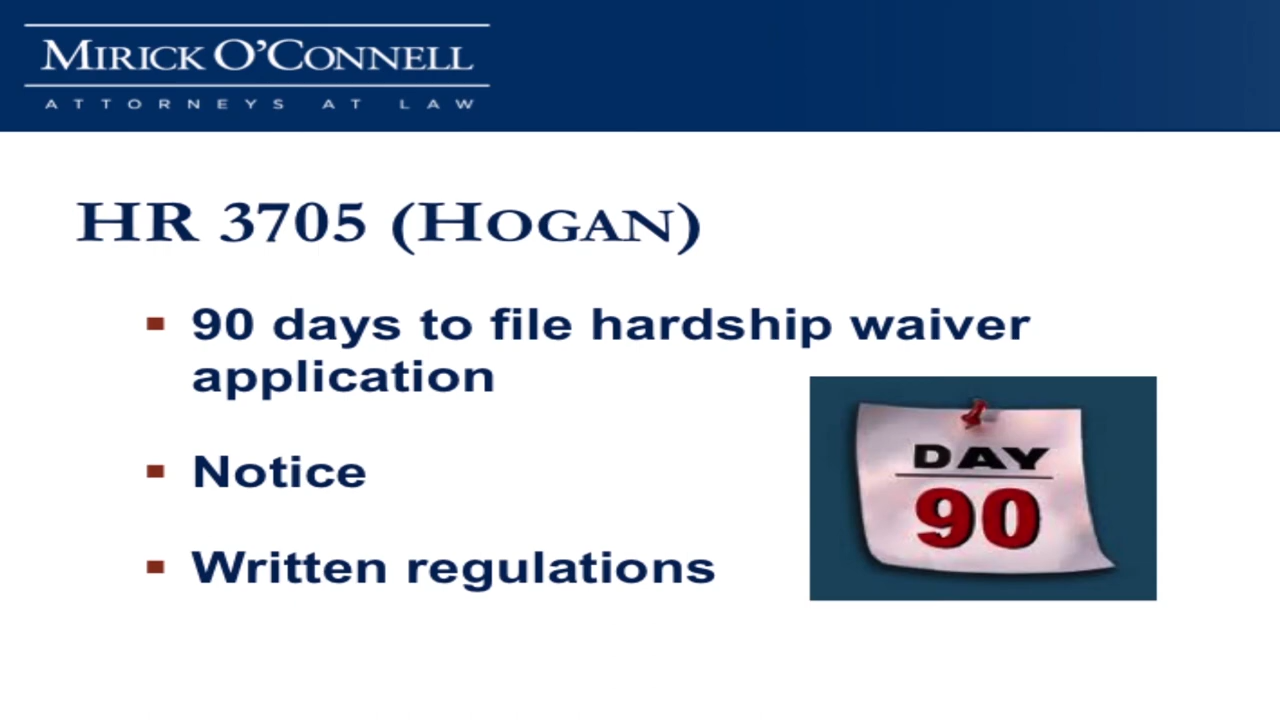 MIRICK O'CONNELL
ATTORNEYS AT LAW
HR 3705 (HOGAN)
▪ 90 days to file hardship waiver
application
▪ Notice
▪ Written regulations
DAY
90